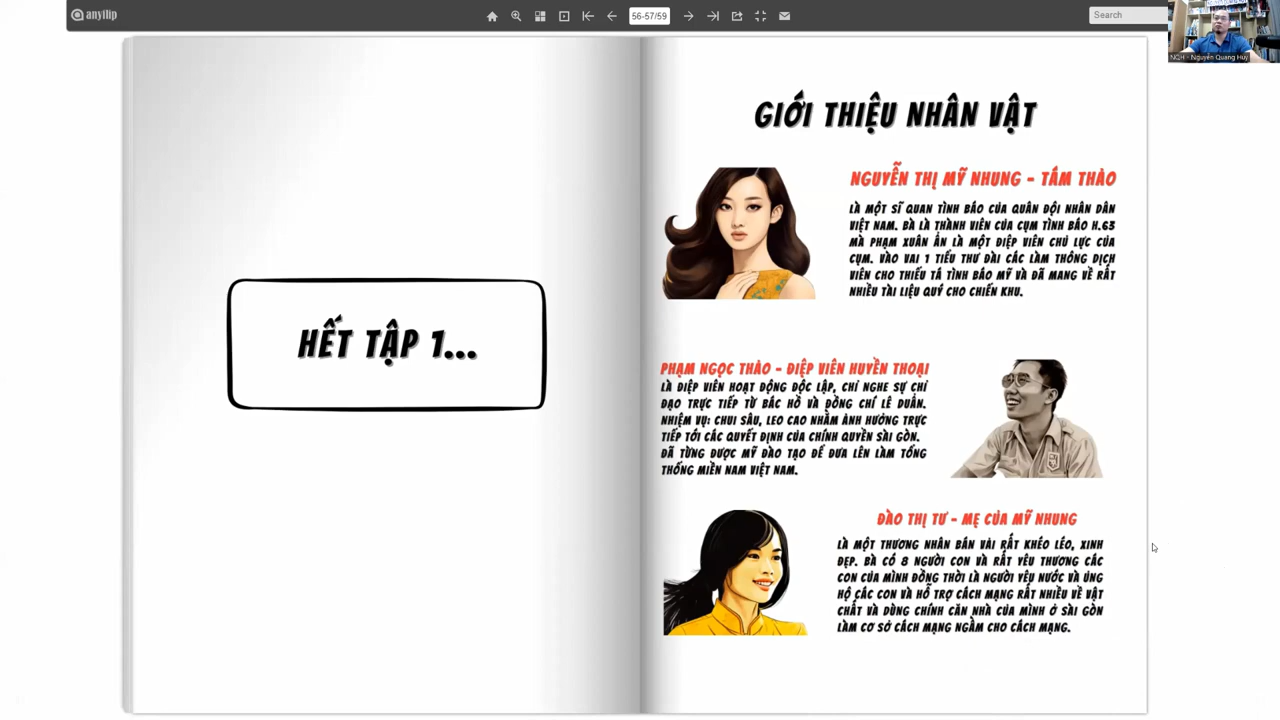 anyflip
56-57/59
Search
NQH - Nguyễn Quang Huy
HẾT TẬP 1...
GIỚI THIỆU NHÂN VẬT
NGUYỄN THỊ MỸ NHUNG - TÁM THẢO
LÀ MỘT SĨ QUAN TÌNH BÁO CỦA QUÂN ĐỘI NHÂN DÂN
VIỆT NAM. BÀ LÀ THÀNH VIÊN CỦA CỤM TÌNH BÁO H.63
MÀ PHẠM XUÂN ẨN LÀ MỘT ĐIỆP VIÊN CHỦ LỰC CỦA
CỤM. VÀO VAI 1 TIỂU THƯ ĐÀI CÁC LÀM THÔNG DỊCH
VIÊN CHO THIẾU TÁ TÌNH BÁO MỸ VÀ ĐÃ MANG VỀ RẤT
NHIỀU TÀI LIỆU QUÝ CHO CHIẾN KHU.
PHẠM NGỌC THẢO - ĐIỆP VIÊN HUYỀN THOẠI
LÀ ĐIỆP VIÊN HOẠT ĐỘNG ĐỘC LẬP, CHỈ NGHE SỰ CHỈ
ĐẠO TRỰC TIẾP TỪ BÁC HỒ VÀ ĐỒNG CHÍ LÊ DUẨN.
NHIỆM VỤ: CHUI SÂU, LEO CAO NHẰM ẢNH HƯỞNG TRỰC
TIẾP TỚI CÁC QUYẾT ĐỊNH CỦA CHÍNH QUYỀN SÀI GÒN.
ĐÃ TỪNG ĐƯỢC MỸ ĐÀO TẠO ĐỂ ĐƯA LÊN LÀM TỔNG
THỐNG MIỀN NAM VIỆT NAM.
ĐÀO THỊ TƯ - MẸ CỦA MỸ NHUNG
LÀ MỘT THƯƠNG NHÂN BÁN VẢI RẤT KHÉO LÉO, XINH
ĐẸP. BÀ CÓ 8 NGƯỜI CON VÀ RẤT YÊU THƯƠNG CÁC
CON CỦA MÌNH ĐỒNG THỜI LÀ NGƯỜI YÊU NƯỚC VÀ ỦNG
HỘ CÁC CON VÀ HỖ TRỢ CÁCH MẠNG RẤT NHIỀU VỀ VẬT
CHẤT VÀ DÙNG CHÍNH CĂN NHÀ CỦA MÌNH Ở SÀI GÒN
LÀM CƠ SỞ CÁCH MẠNG NGẦM CHO CÁCH MẠNG.